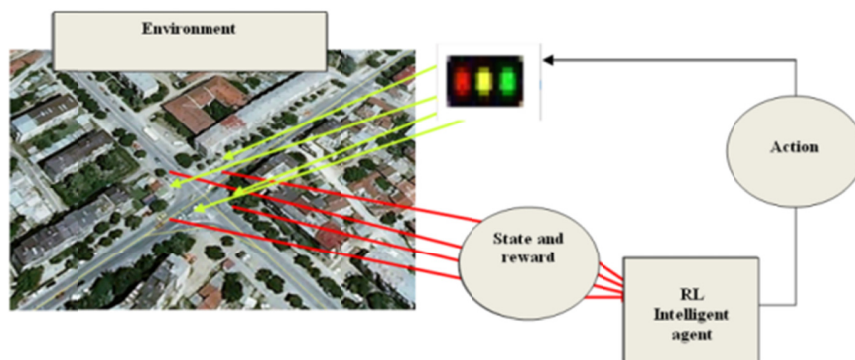 Environment
Action
State and
reward
RL
Intelligent
agent